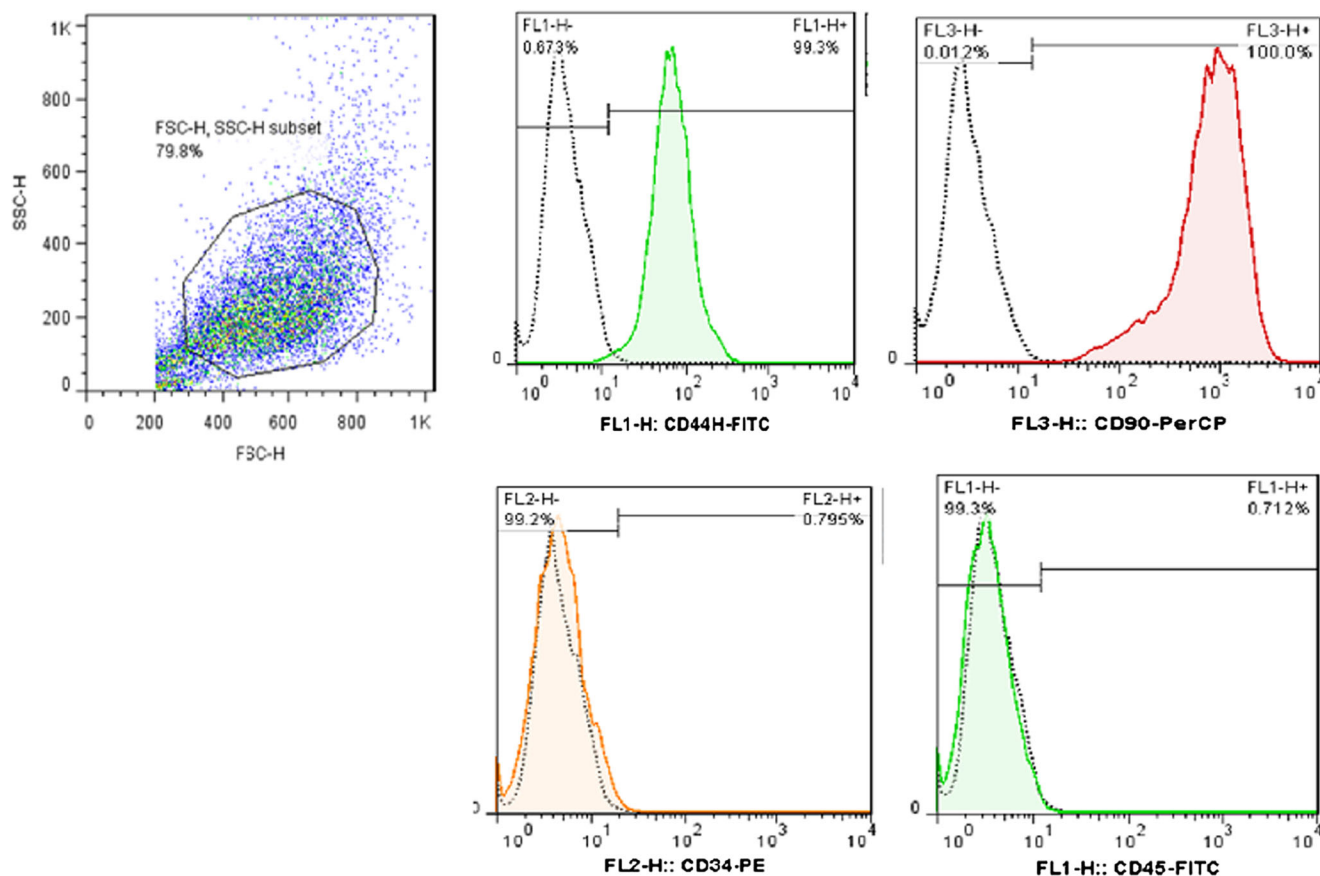 1K
800
600
400
200
0
SSC-H
FSC-H, SSC-H subset
79.8%
0 200 400 600 800 1K
FSC-H
FL1-H- FL1-H+
0.673% 99.3%
0
10⁰ 10¹ 10² 10³ 10⁴
FL1-H: CD44H-FITC
FL3-H- FL3-H+
0.012% 100.0%
0
10⁰ 10¹ 10² 10³ 10⁴
FL3-H:: CD90-PerCP
FL2-H- FL2-H+
99.2% 0.795%
0
10⁰ 10¹ 10² 10³ 10⁴
FL2-H:: CD34-PE
FL1-H- FL1-H+
99.3% 0.712%
0
10⁰ 10¹ 10² 10³ 10⁴
FL1-H:: CD45-FITC